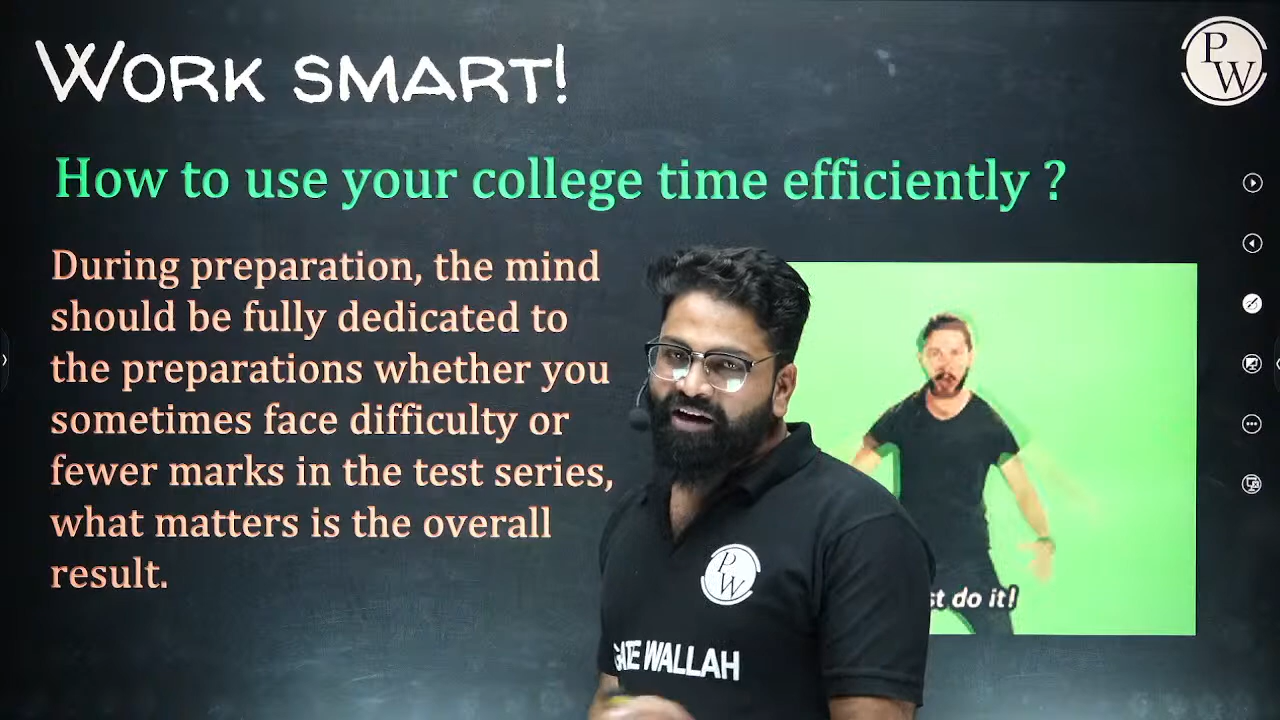 WORK SMART!
PW
How to use your college time efficiently ?
During preparation, the mind
should be fully dedicated to
the preparations whether you
sometimes face difficulty or
fewer marks in the test series,
what matters is the overall
result.
do it!
PW
GATE WALLAH